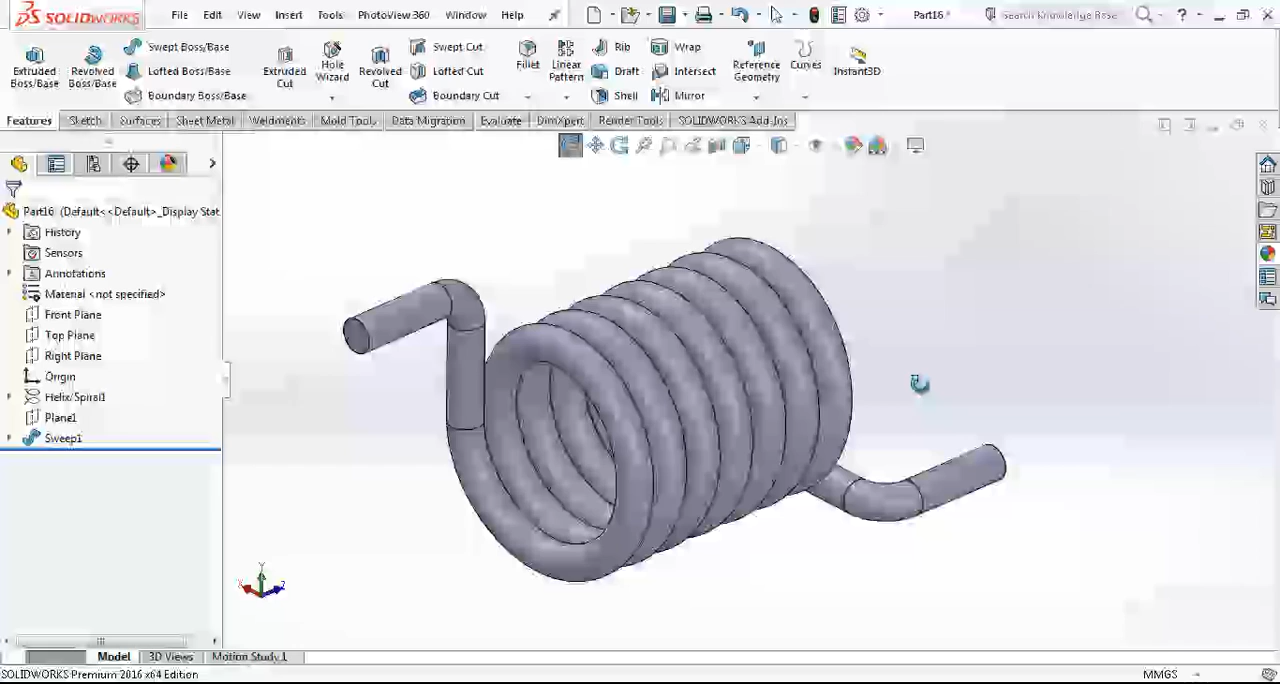 SOLIDWORKS File Edit View Insert Tools PhotoView 360 Window Help Part16 * Search Knowledge Base ?
Extruded Boss/Base
Revolved Boss/Base
Swept Boss/Base
Lofted Boss/Base
Boundary Boss/Base
Extruded Cut
Hole Wizard
Revolved Cut
Swept Cut
Lofted Cut
Boundary Cut
Fillet
Linear Pattern
Rib
Draft
Shell
Wrap
Intersect
Mirror
Reference Geometry
Curves
Instant3D
Features Sketch Surfaces Sheet Metal Weldments Mold Tools Data Migration Evaluate DimXpert Render Tools SOLIDWORKS Add-Ins
Part16 (Default<<Default>_Display Stat
History
Sensors
Annotations
Material <not specified>
Front Plane
Top Plane
Right Plane
Origin
Helix/Spiral1
Plane1
Sweep1
Y
Z
Model 3D Views Motion Study 1
SOLIDWORKS Premium 2016 x64 Edition MMGS